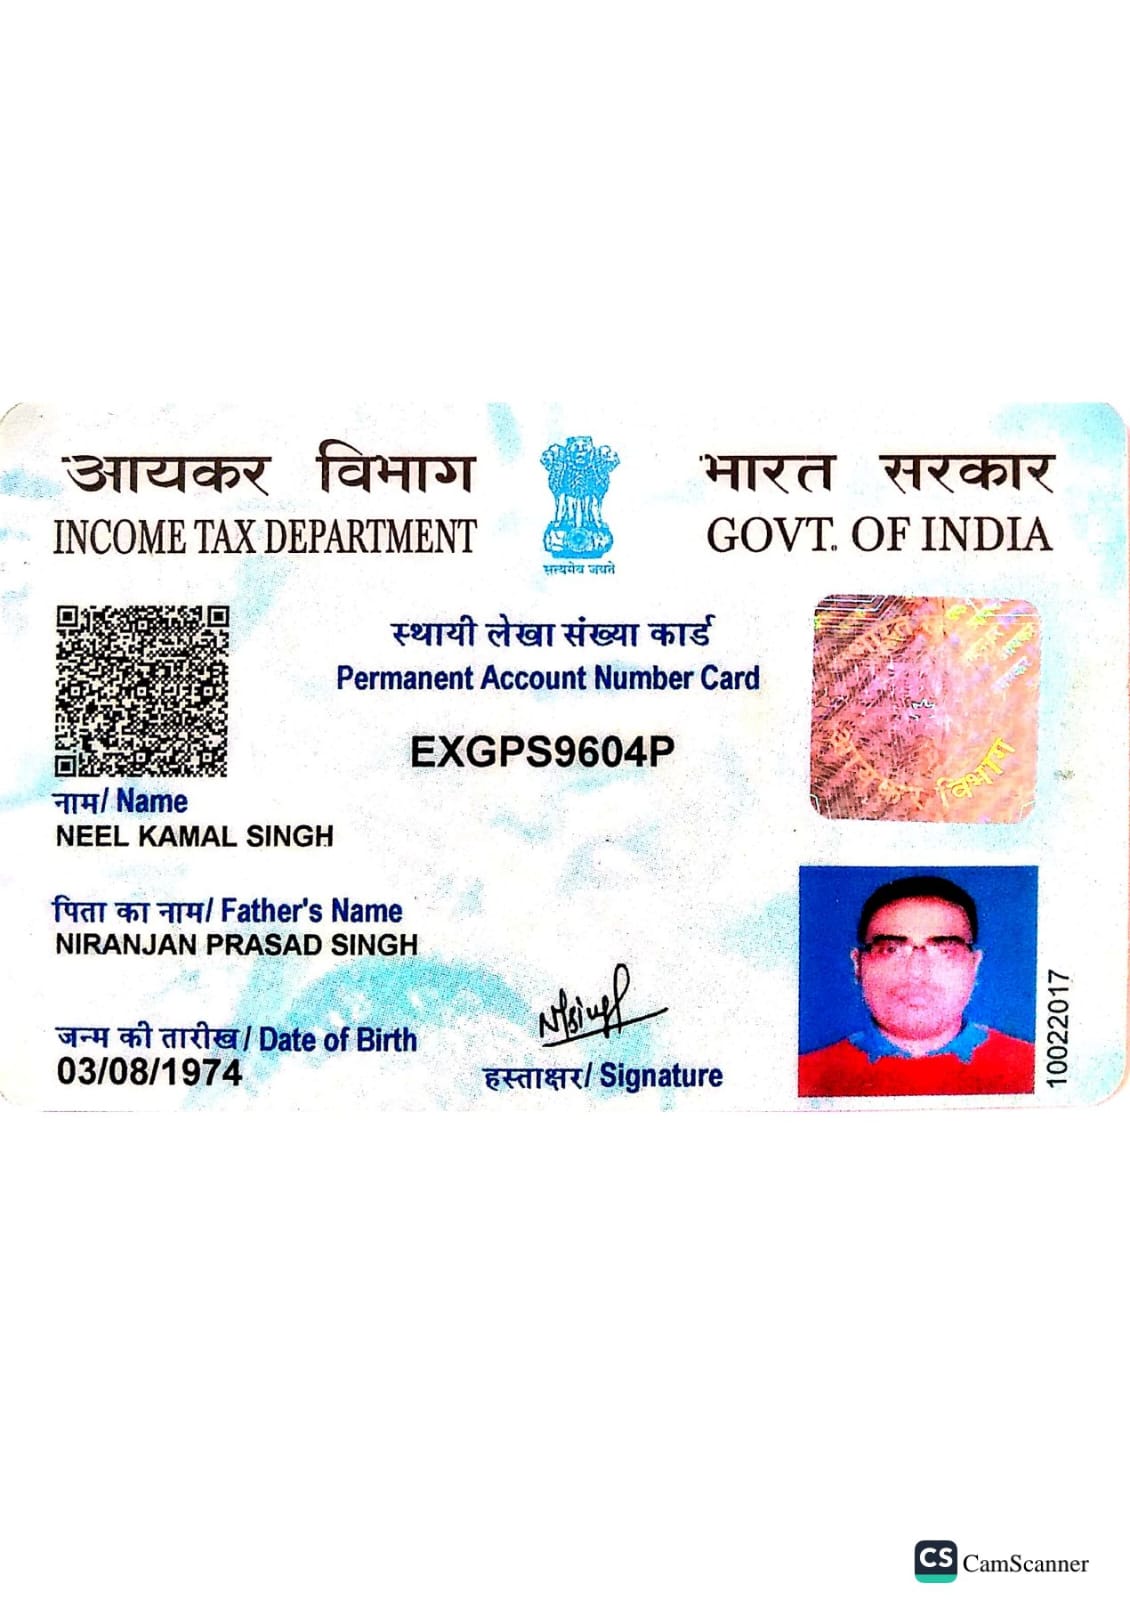 आयकर विभाग
INCOME TAX DEPARTMENT
भारत सरकार
GOVT. OF INDIA
सत्यमेव जयते
स्थायी लेखा संख्या कार्ड
Permanent Account Number Card
EXGPS9604P
नाम/ Name
NEEL KAMAL SINGH
पिता का नाम/ Father's Name
NIRANJAN PRASAD SINGH
जन्म की तारीख/ Date of Birth
03/08/1974
हस्ताक्षर/ Signature
10022017
विभाग
CS CamScanner